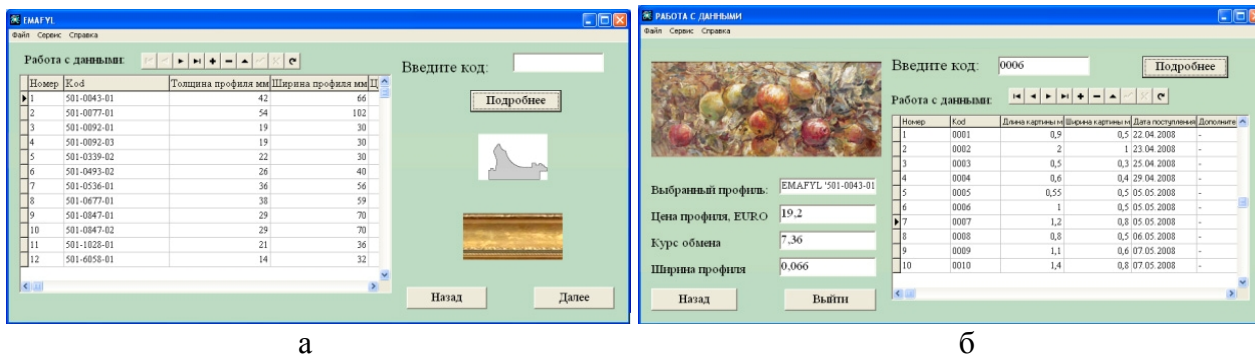 EMAFYL
Файл Сервис Справка
Работа с данными:
Введите код:
Подробнее
Номер Kod Толщина профиля мм Ширина профиля мм Ц
1 501-0043-01 42 66
2 501-0077-01 54 102
3 501-0092-01 19 30
4 501-0092-03 19 30
5 501-0339-02 22 30
6 501-0493-02 26 40
7 501-0536-01 36 56
8 501-0677-01 38 59
9 501-0847-01 29 70
10 501-0847-02 29 70
11 501-1028-01 21 36
12 501-6058-01 14 32
Назад Далее
а
РАБОТА С ДАННЫМИ
Файл Сервис Справка
Введите код: 0006 Подробнее
Работа с данными:
Номер Kod Длина картины м Ширина картины м Дата поступления Дополните
1 0001 0,9 0,5 22.04.2008 -
2 0002 2 1 23.04.2008 -
3 0003 0,5 0,3 25.04.2008 -
4 0004 0,6 0,4 29.04.2008 -
5 0005 0,55 0,5 05.05.2008 -
6 0006 1 0,5 05.05.2008 -
7 0007 1,2 0,8 05.05.2008 -
8 0008 0,8 0,5 06.05.2008 -
9 0009 1,1 0,6 07.05.2008 -
10 0010 1,4 0,8 07.05.2008 -
Выбранный профиль: EMAFYL '501-0043-01
Цена профиля, EURO 19,2
Курс обмена 7,36
Ширина профиля 0,066
Назад Выйти
б